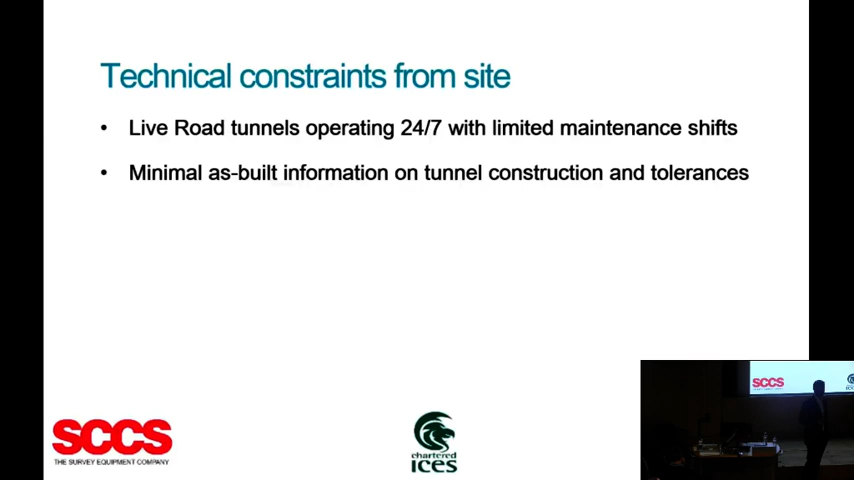 Technical constraints from site
• Live Road tunnels operating 24/7 with limited maintenance shifts
• Minimal as-built information on tunnel construction and tolerances
SCCS
THE SURVEY EQUIPMENT COMPANY
chartered
ices
SCCS